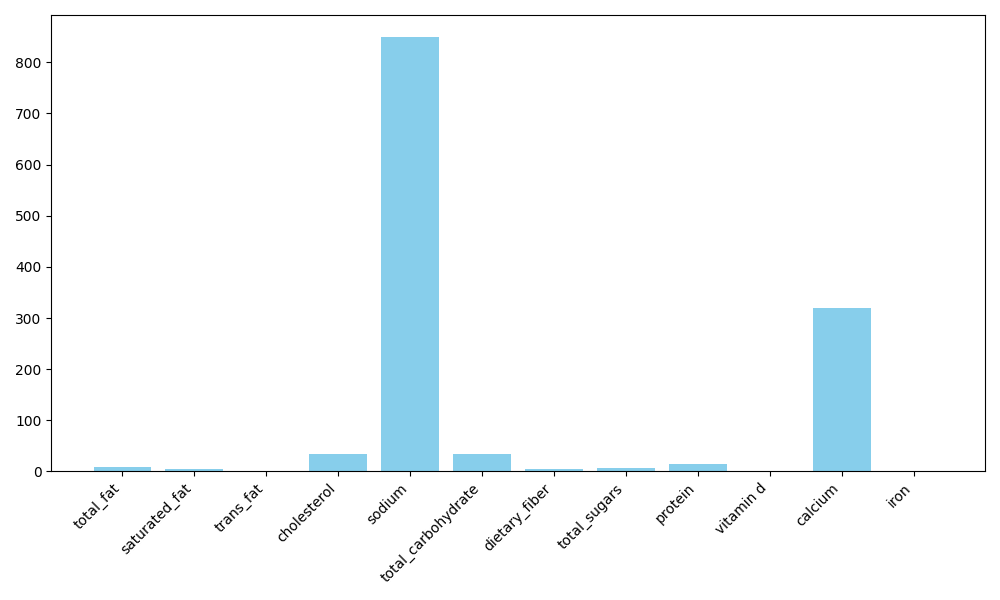 800
700
600
500
400
300
200
100
0
total_fat
saturated_fat
trans_fat
cholesterol
sodium
total_carbohydrate
dietary_fiber
total_sugars
protein
vitamin d
calcium
iron